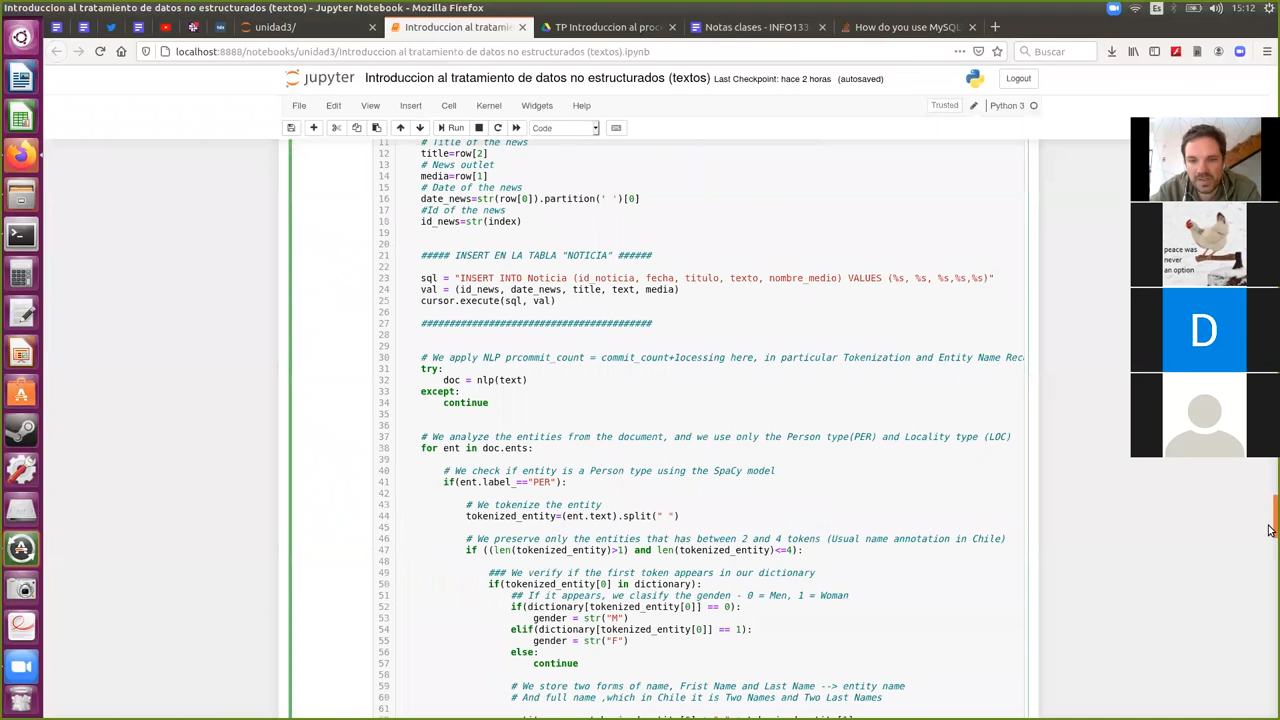 Introduccion al tratamiento de datos no estructurados (textos) - Jupyter Notebook - Mozilla Firefox
Es
15:12
unidad3/
Introduccion al tratamie
TP Introduccion al proce
Notas clases - INFO133
How do you use MySQL
localhost:8888/notebooks/unidad3/Introduccion al tratamiento de datos no estructurados (textos).ipynb
Buscar
jupyter
Introduccion al tratamiento de datos no estructurados (textos)
Last Checkpoint: hace 2 horas (autosaved)
Logout
File Edit View Insert Cell Kernel Widgets Help
Trusted
Python 3
Run
Code
11 # Title of the news
12 title=row[2]
13 # News outlet
14 media=row[1]
15 # Date of the news
16 date_news=str(row[0]).partition(' ')[0]
17 #Id of the news
18 id_news=str(index)
19
20
21 ##### INSERT EN LA TABLA "NOTICIA" ######
22
23 sql = "INSERT INTO Noticia (id_noticia, fecha, titulo, texto, nombre_medio) VALUES (%s, %s, %s,%s,%s)"
24 val = (id_news, date_news, title, text, media)
25 cursor.execute(sql, val)
26
27 #########################################
28
29
30 # We apply NLP prcommit_count = commit_count+1ocessing here, in particular Tokenization and Entity Name Rec
31 try:
32 doc = nlp(text)
33 except:
34 continue
35
36
37 # We analyze the entities from the document, and we use only the Person type(PER) and Locality type (LOC)
38 for ent in doc.ents:
39
40 # We check if entity is a Person type using the SpaCy model
41 if(ent.label_=="PER"):
42
43 # We tokenize the entity
44 tokenized_entity=(ent.text).split(" ")
45
46 # We preserve only the entities that has between 2 and 4 tokens (Usual name annotation in Chile)
47 if ((len(tokenized_entity)>1) and len(tokenized_entity)<=4):
48
49 ### We verify if the first token appears in our dictionary
50 if(tokenized_entity[0] in dictionary):
51 ## If it appears, we clasify the genden - 0 = Men, 1 = Woman
52 if(dictionary[tokenized_entity[0]] == 0):
53 gender = str("M")
54 elif(dictionary[tokenized_entity[0]] == 1):
55 gender = str("F")
56 else:
57 continue
58
59 # We store two forms of name, Frist Name and Last Name --> entity name
60 # And full name ,which in Chile it is Two Names and Two Last Names
61
peace was
never
an option
D